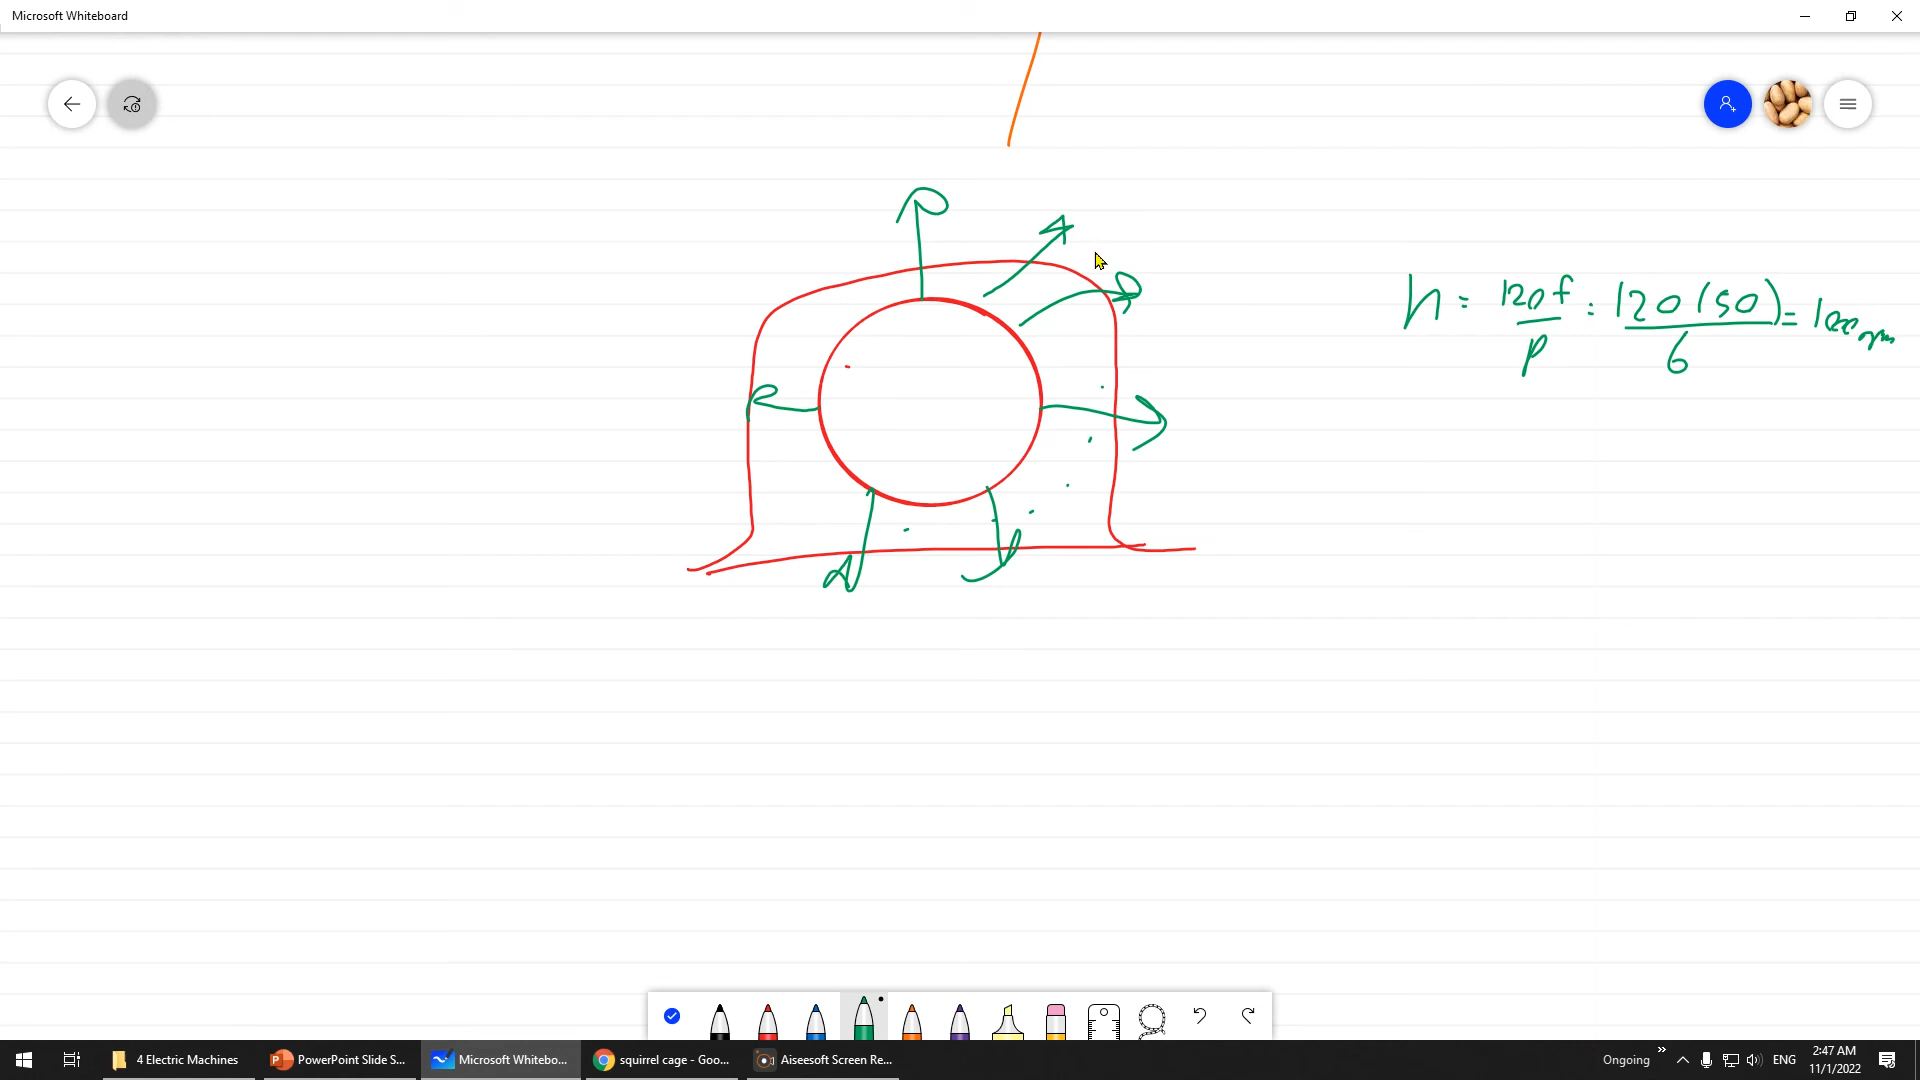 Microsoft Whiteboard
n = 120f / p = 120(50) / 6 = 1000 rpm
4 Electric Machines
PowerPoint Slide S...
Microsoft Whitebo...
squirrel cage - Goo...
Aiseesoft Screen Re...
Ongoing
ENG
2:47 AM
11/1/2022